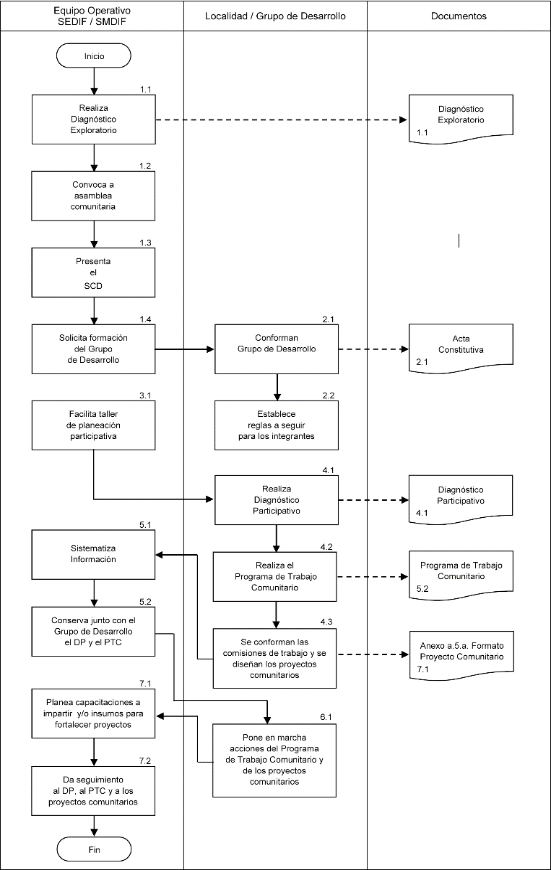 Equipo Operativo
SEDIF / SMDIF
Localidad / Grupo de Desarrollo
Documentos
Inicio
1.1
Realiza
Diagnóstico
Exploratorio
Diagnóstico
Exploratorio
1.1
1.2
Convoca a
asamblea
comunitaria
1.3
Presenta
el
SCD
1.4
Solicita formación
del Grupo
de Desarrollo
2.1
Conforman
Grupo de Desarrollo
Acta
Constitutiva
2.1
3.1
Facilita taller
de planeación
participativa
2.2
Establece
reglas a seguir
para los integrantes
4.1
Realiza
Diagnóstico
Participativo
Diagnóstico
Participativo
4.1
5.1
Sistematiza
Información
4.2
Realiza el
Programa de Trabajo
Comunitario
Programa de Trabajo
Comunitario
5.2
5.2
Conserva junto con el
Grupo de Desarrollo
el DP y el PTC
4.3
Se conforman las
comisiones de trabajo y se
diseñan los proyectos
comunitarios
Anexo a.5.a. Formato
Proyecto Comunitario
7.1
7.1
Planea capacitaciones a
impartir y/o insumos para
fortalecer proyectos
6.1
Pone en marcha
acciones del Programa
de Trabajo Comunitario y
de los proyectos
comunitarios
7.2
Da seguimiento
al DP, al PTC y a los
proyectos comunitarios
Fin